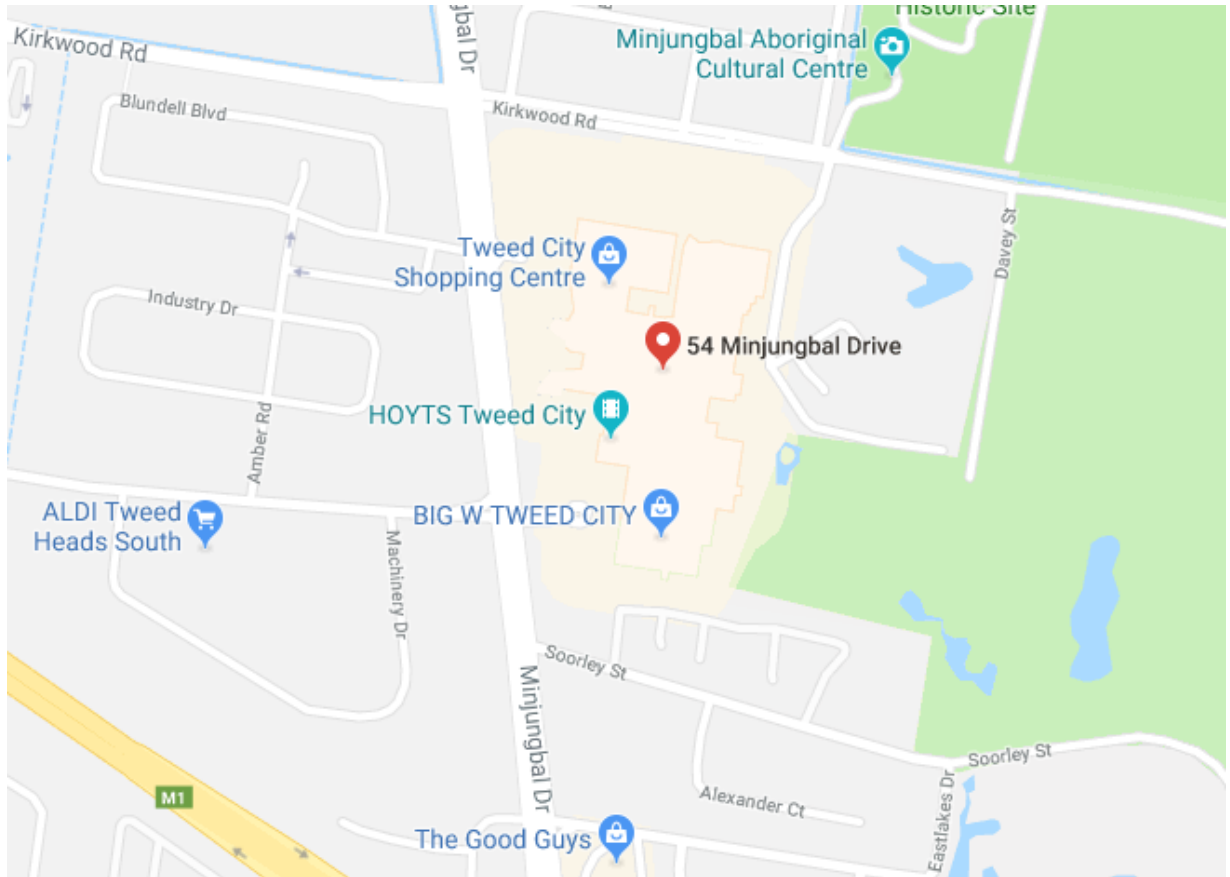 Historic Site
Minjungbal Aboriginal
Cultural Centre
gbal Dr
Kirkwood Rd
Blundell Blvd
Kirkwood Rd
Davey St
Tweed City
Shopping Centre
Industry Dr
54 Minjungbal Drive
HOYTS Tweed City
Amber Rd
ALDI Tweed
Heads South
BIG W TWEED CITY
Machinery Dr
Soorley St
Minjungbal Dr
Soorley St
M1
Alexander Ct
Eastlakes Dr
The Good Guys